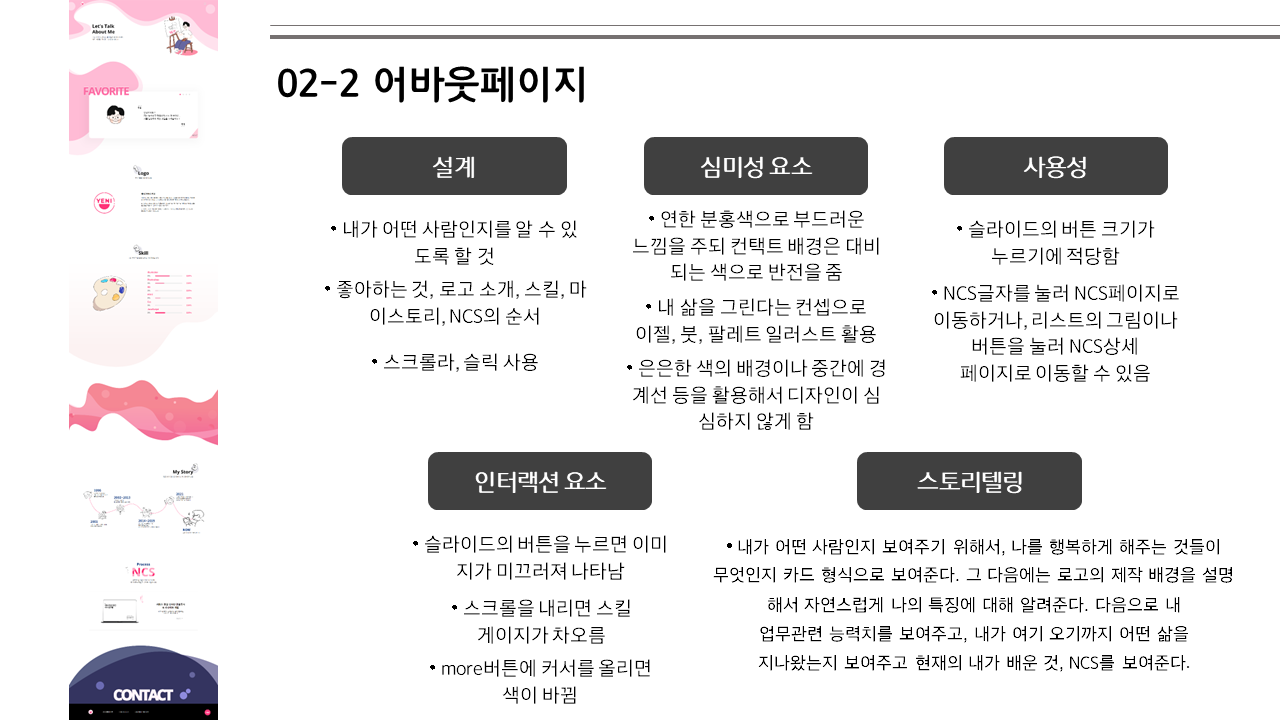 Let's Talk
About Me
FAVORITE
Logo
YENI
Skill
My Story
Process
NCS
CONTACT
02-2 어바웃페이지
설계
• 내가 어떤 사람인지를 알 수 있
도록 할 것
• 좋아하는 것, 로고 소개, 스킬, 마
이스토리, NCS의 순서
• 스크롤라, 슬릭 사용
심미성 요소
• 연한 분홍색으로 부드러운
느낌을 주되 컨택트 배경은 대비
되는 색으로 반전을 줌
• 내 삶을 그린다는 컨셉으로
이젤, 붓, 팔레트 일러스트 활용
• 은은한 색의 배경이나 중간에 경
계선 등을 활용해서 디자인이 심
심하지 않게 함
사용성
• 슬라이드의 버튼 크기가
누르기에 적당함
• NCS글자를 눌러 NCS페이지로
이동하거나, 리스트의 그림이나
버튼을 눌러 NCS상세
페이지로 이동할 수 있음
인터랙션 요소
• 슬라이드의 버튼을 누르면 이미
지가 미끄러져 나타남
• 스크롤을 내리면 스킬
게이지가 차오름
• more버튼에 커서를 올리면
색이 바뀜
스토리텔링
• 내가 어떤 사람인지 보여주기 위해서, 나를 행복하게 해주는 것들이
무엇인지 카드 형식으로 보여준다. 그 다음에는 로고의 제작 배경을 설명
해서 자연스럽게 나의 특징에 대해 알려준다. 다음으로 내
업무관련 능력치를 보여주고, 내가 여기 오기까지 어떤 삶을
지나왔는지 보여주고 현재의 내가 배운 것, NCS를 보여준다.